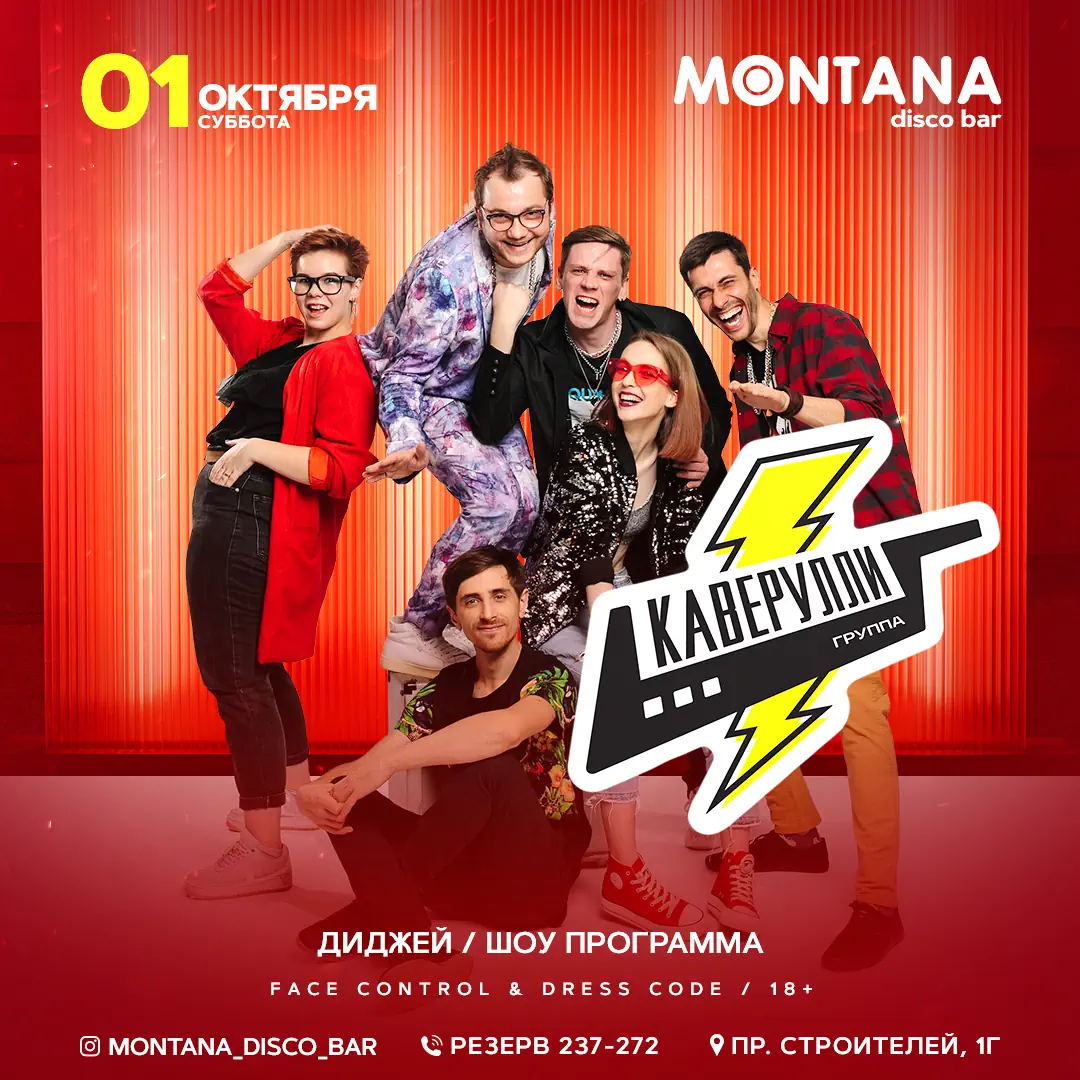 01 ОКТЯБРЯ
СУББОТА
MONTANA
disco bar
QUI
КАВЕРУЛЛИ
ГРУППА
ДИДЖЕЙ / ШОУ ПРОГРАММА
FACE CONTROL & DRESS CODE / 18+
MONTANA_DISCO_BAR
РЕЗЕРВ 237-272
ПР. СТРОИТЕЛЕЙ, 1Г